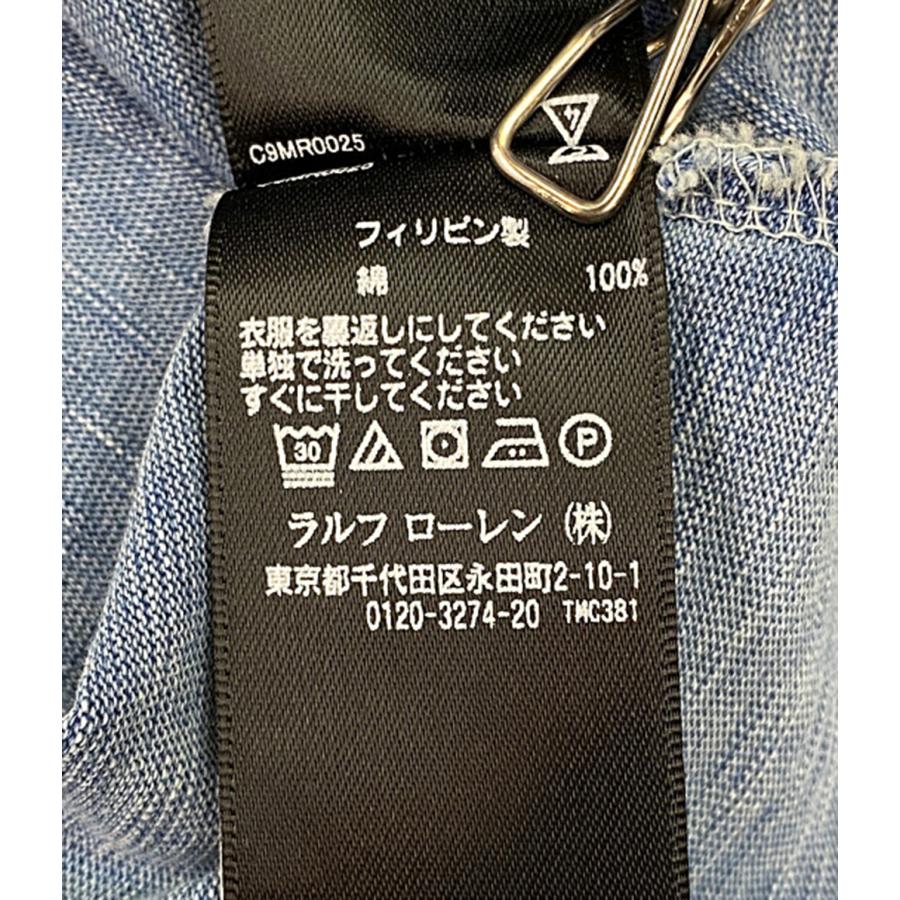 C9MR0025
フィリピン製
綿 100%
衣服を裏返しにしてください
単独で洗ってください
すぐに干してください
30 P
ラルフ ローレン (株)
東京都千代田区永田町2-10-1
0120-3274-20 TMC381